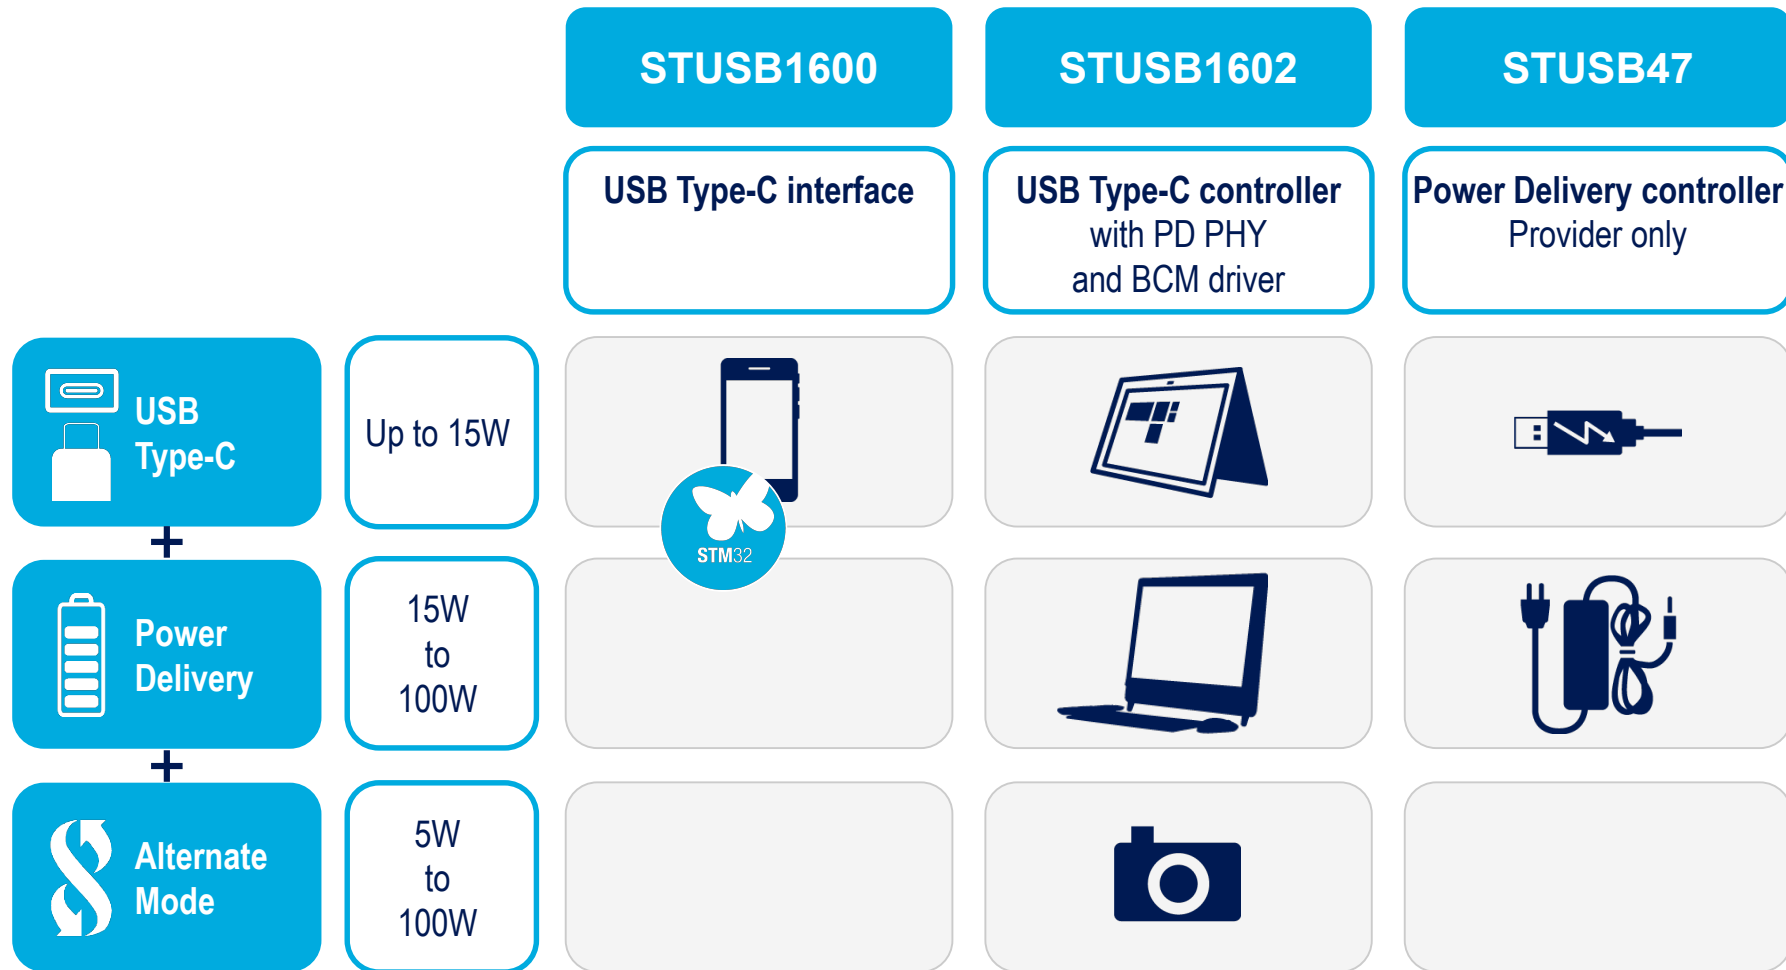 STUSB1600
STUSB1602
STUSB47
USB Type-C interface
USB Type-C controller
with PD PHY
and BCM driver
Power Delivery controller
Provider only
USB
Type-C
Up to 15W
STM32
+
Power
Delivery
15W
to
100W
+
Alternate
Mode
5W
to
100W